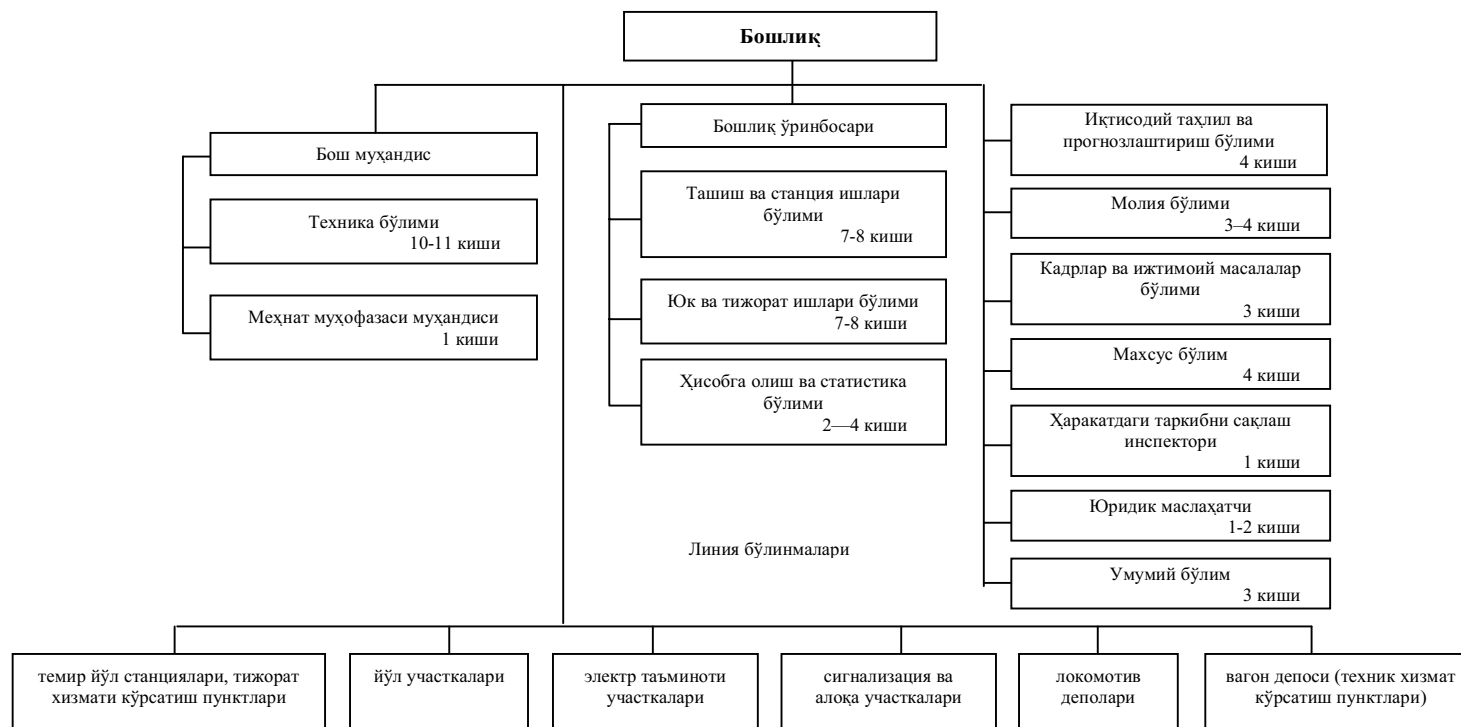 Бошлиқ
Бош муҳандис
Техника бўлими
10-11 киши
Меҳнат муҳофазаси муҳандиси
1 киши
Бошлиқ ўринбосари
Ташиш ва станция ишлари
бўлими
7-8 киши
Юк ва тижорат ишлари бўлими
7-8 киши
Ҳисобга олиш ва статистика
бўлими
2—4 киши
Иқтисодий таҳлил ва
прогнозлаштириш бўлими
4 киши
Молия бўлими
3–4 киши
Кадрлар ва ижтимоий масалалар
бўлими
3 киши
Махсус бўлим
4 киши
Ҳаракатдаги таркибни сақлаш
инспектори
1 киши
Юридик маслаҳатчи
1-2 киши
Умумий бўлим
3 киши
Линия бўлинмалари
темир йўл станциялари, тижорат
хизмати кўрсатиш пунктлари
йўл участкалари
электр таъминоти
участкалари
сигнализация ва
алоқа участкалари
локомотив
деполари
вагон депоси (техник хизмат
кўрсатиш пунктлари)